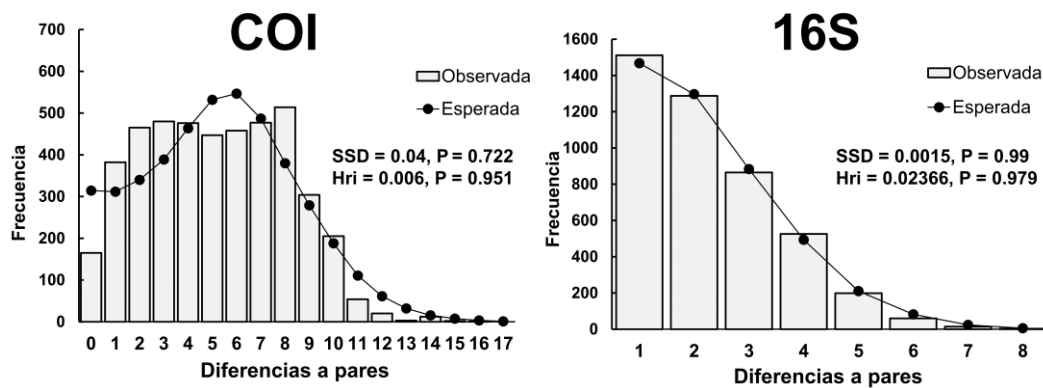 COI
700
600
500
400
300
200
100
0
Frecuencia
Observada
Esperada
SSD = 0.04, P = 0.722
Hri = 0.006, P = 0.951
0 1 2 3 4 5 6 7 8 9 10 11 12 13 14 15 16 17
Diferencias a pares
16S
1600
1400
1200
1000
800
600
400
200
0
Frecuencia
Observada
Esperada
SSD = 0.0015, P = 0.99
Hri = 0.02366, P = 0.979
1 2 3 4 5 6 7 8
Diferencias a pares